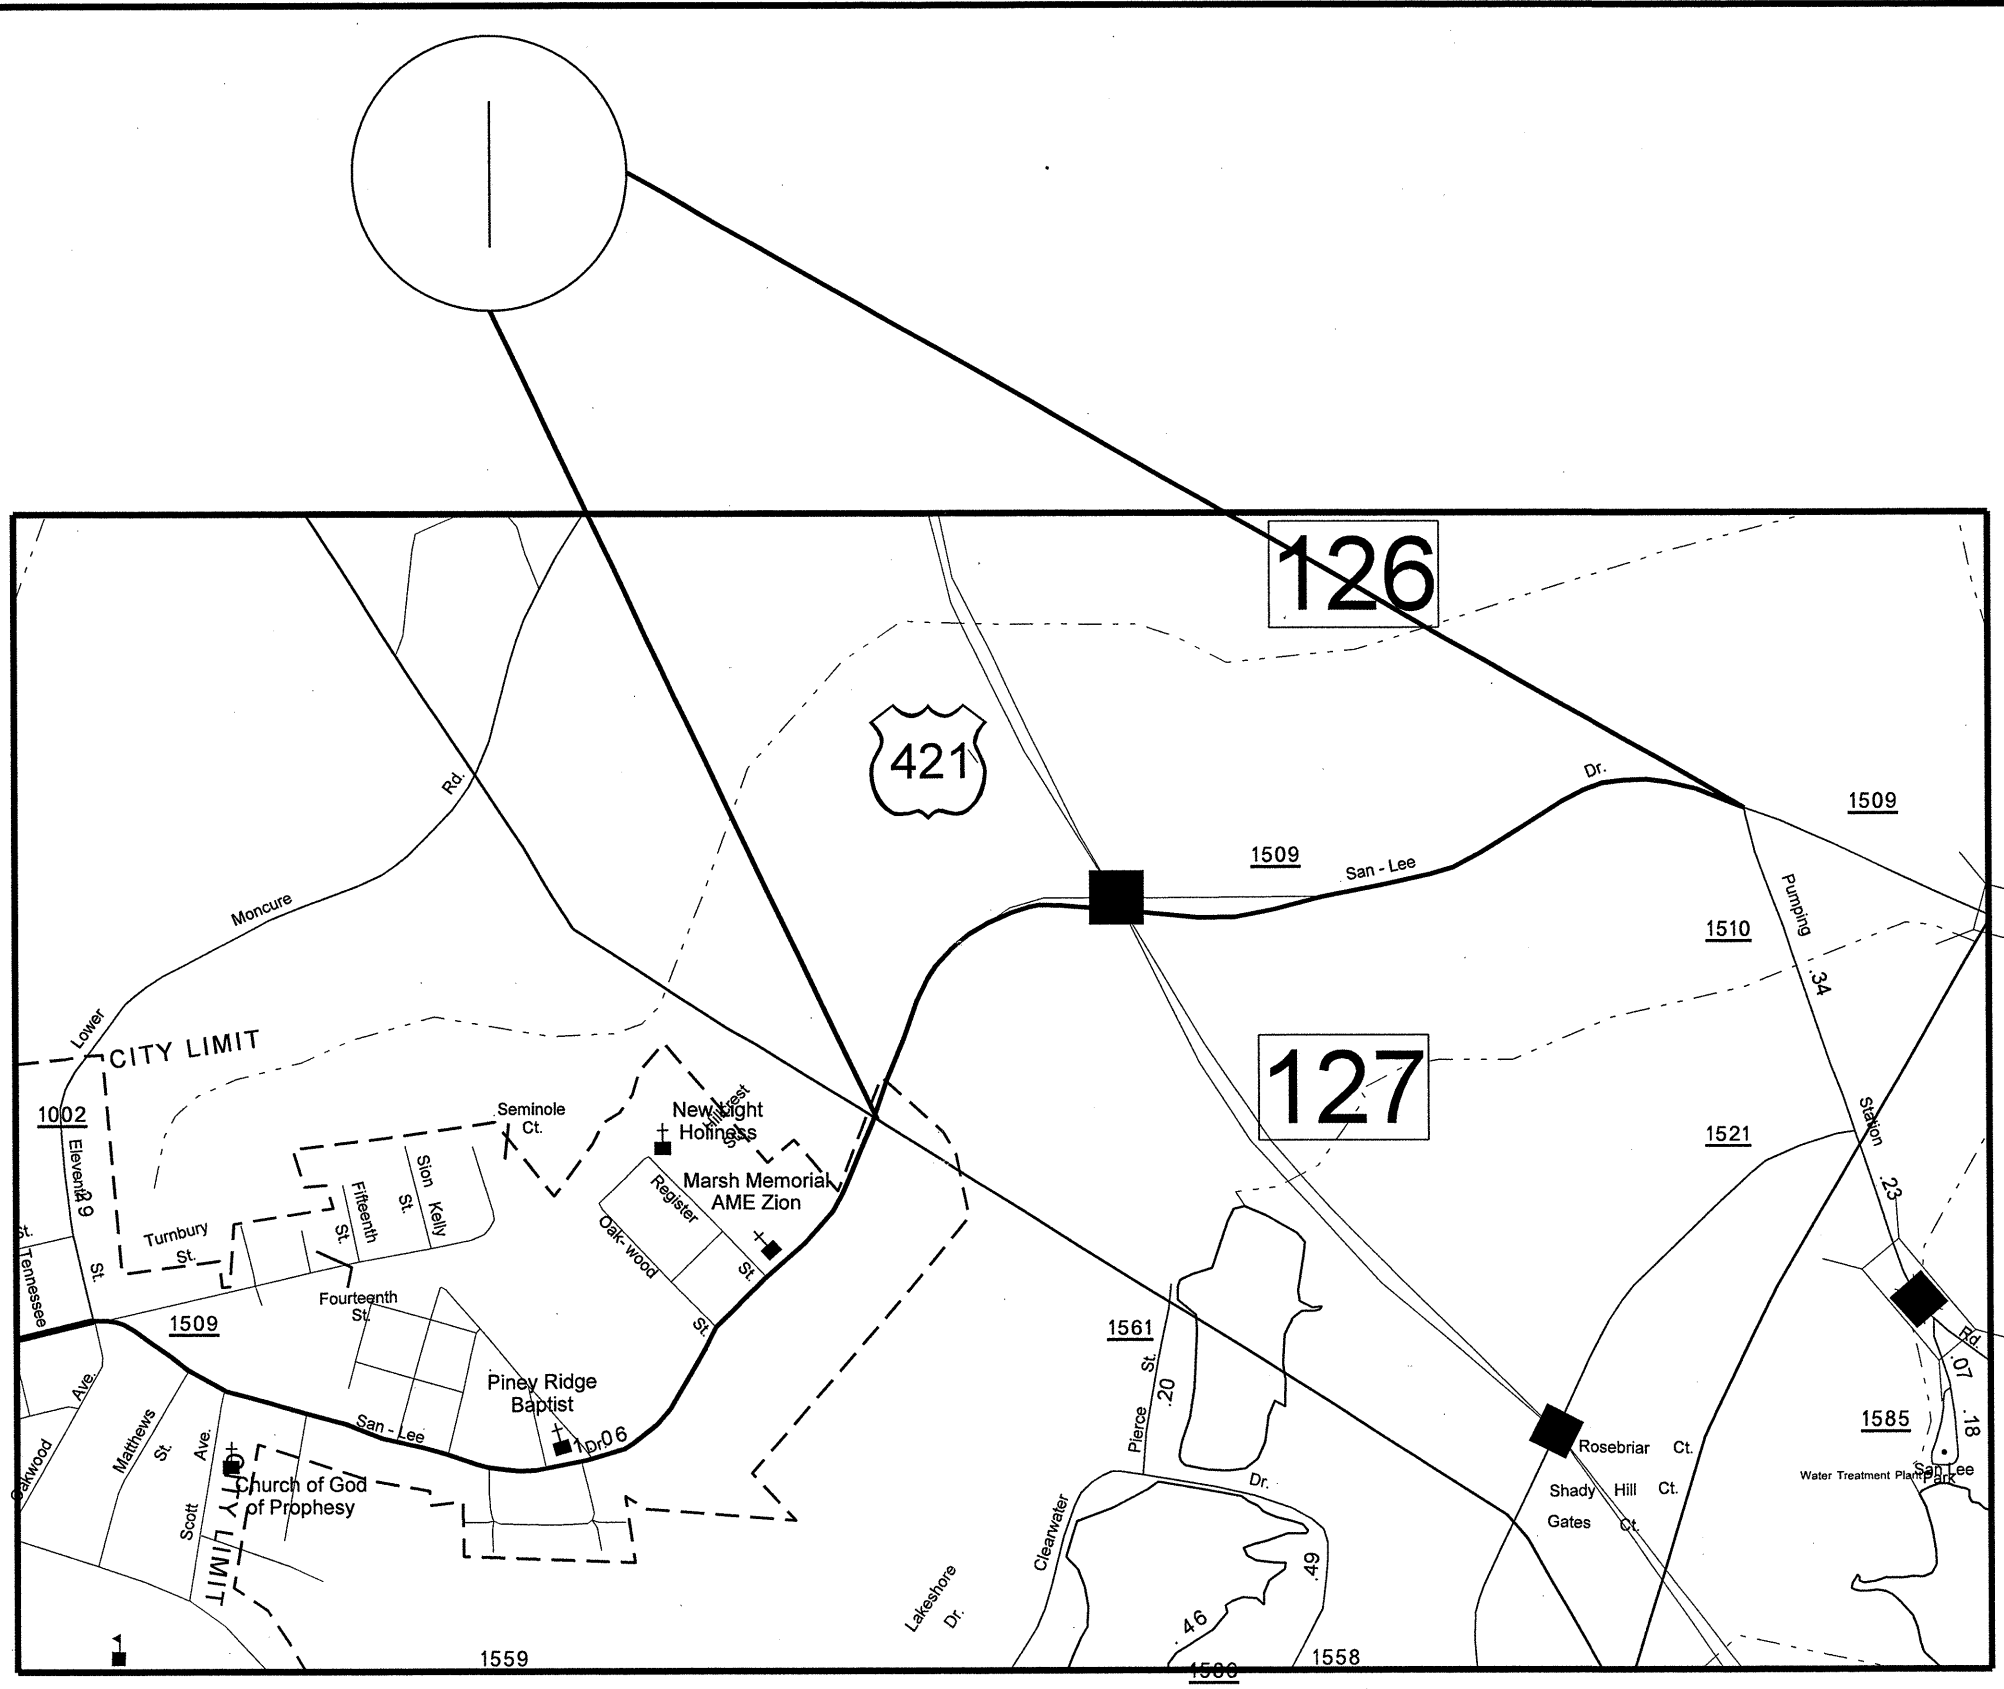 126
421
Dr.
1509
Rd.
1509
San - Lee
Pumping
Moncure
1510
.34
Lower
CITY LIMIT
127
1002
Seminole
Ct.
New Light
Holiness
Hillcrest
St.
Station
1521
Eleventh
.29
Sion Kelly
St.
Fifteenth
St.
Marsh Memorial
AME Zion
Register
St.
.23
Turnbury
St.
St.
Tennessee
St.
Oak-wood
St.
Fourteenth
St.
1509
1561
St.
.20
Pierce
Rd.
.07
Ave.
Piney Ridge
Baptist
1.06
Dr.
San - Lee
Matthews
St.
Ave.
Scott
1585
.18
Rosebriar Ct.
San Lee
Park
Water Treatment Plant
Oakwood
Church of God
of Prophesy
CITY LIMIT
Dr.
Shady Hill Ct.
Gates Ct.
Clearwater
.49
Lakeshore
Dr.
.46
1559
1558